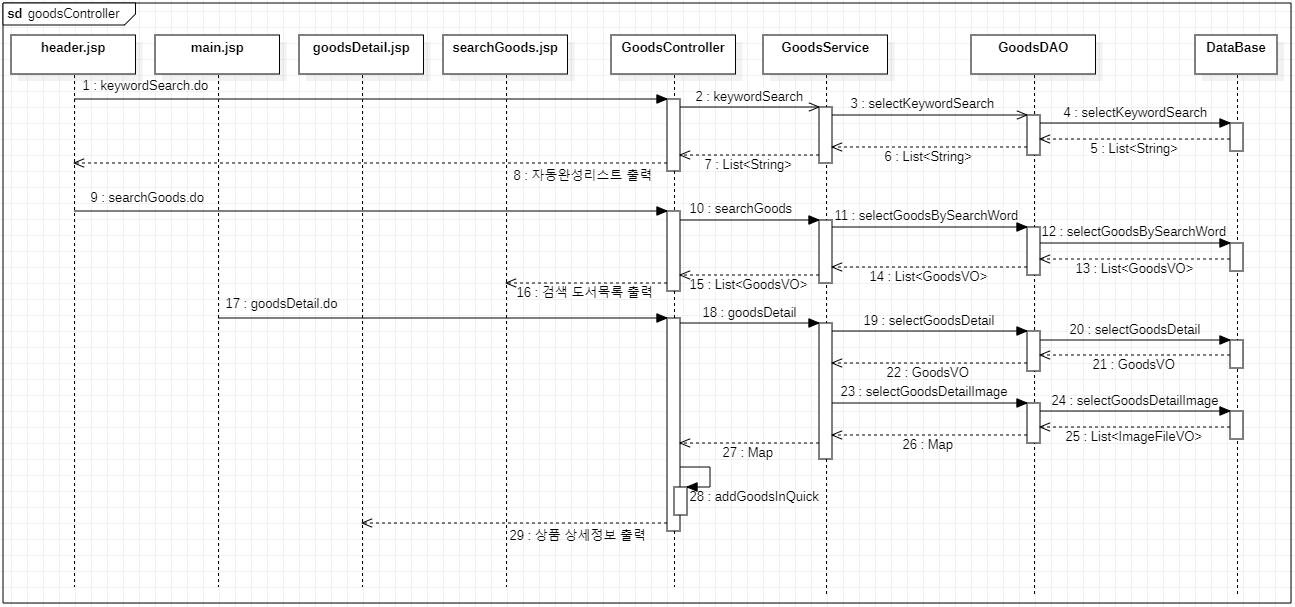 sd goodsController
header.jsp
main.jsp
goodsDetail.jsp
searchGoods.jsp
GoodsController
GoodsService
GoodsDAO
DataBase
1 : keywordSearch.do
2 : keywordSearch
3 : selectKeywordSearch
4 : selectKeywordSearch
5 : List<String>
6 : List<String>
7 : List<String>
8 : 자동완성리스트 출력
9 : searchGoods.do
10 : searchGoods
11 : selectGoodsBySearchWord
12 : selectGoodsBySearchWord
13 : List<GoodsVO>
14 : List<GoodsVO>
15 : List<GoodsVO>
16 : 검색 도서목록 출력
17 : goodsDetail.do
18 : goodsDetail
19 : selectGoodsDetail
20 : selectGoodsDetail
21 : GoodsVO
22 : GoodsVO
23 : selectGoodsDetailImage
24 : selectGoodsDetailImage
25 : List<ImageFileVO>
26 : Map
27 : Map
28 : addGoodsInQuick
29 : 상품 상세정보 출력